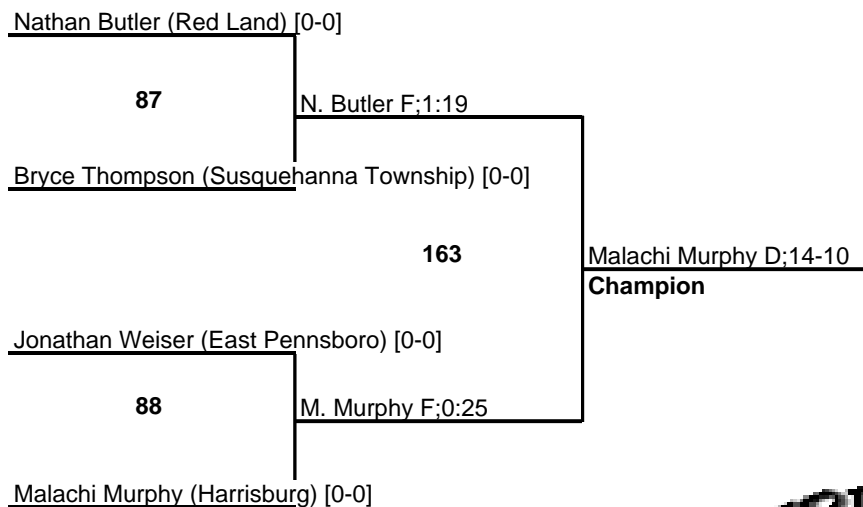 Nathan Butler (Red Land) [0-0]
87
N. Butler F;1:19
Bryce Thompson (Susquehanna Township) [0-0]
163
Malachi Murphy D;14-10
Champion
Jonathan Weiser (East Pennsboro) [0-0]
88
M. Murphy F;0:25
Malachi Murphy (Harrisburg) [0-0]